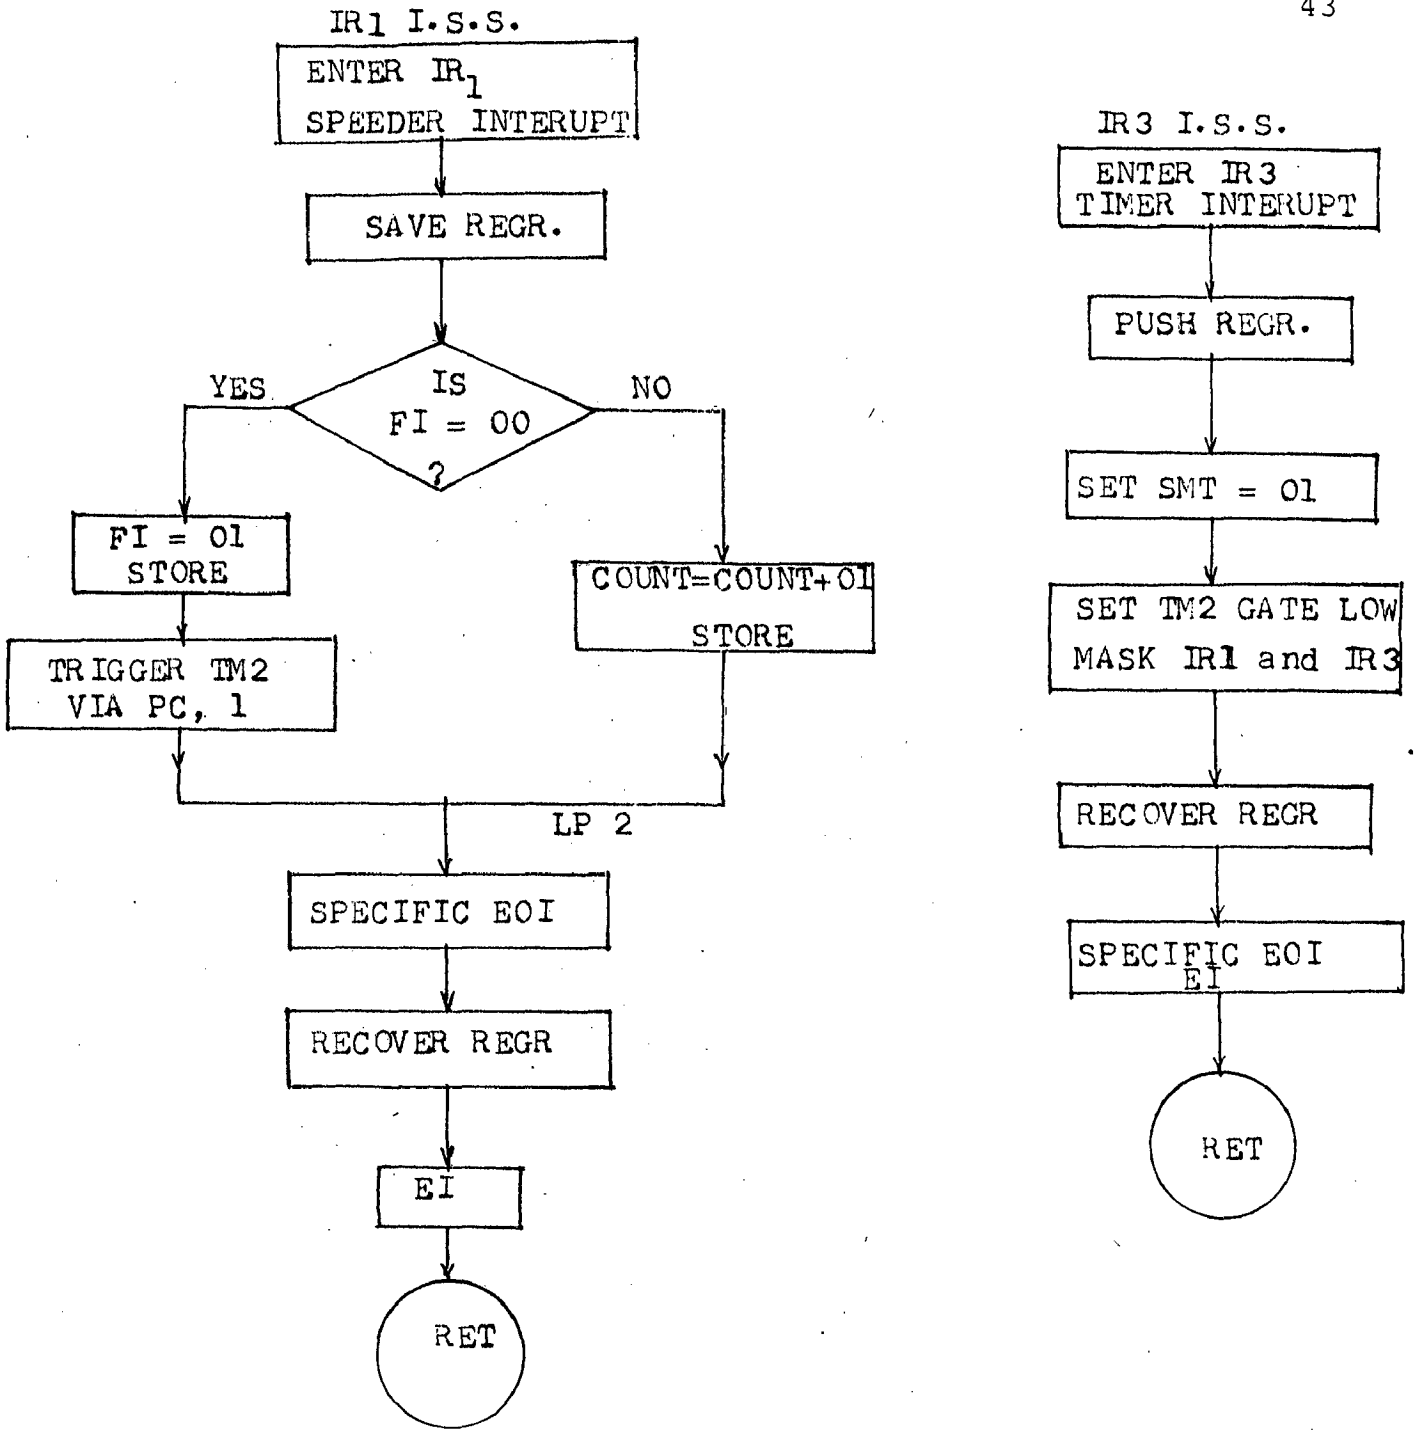 43
IR1 I.S.S.
ENTER IR1
SPEEDER INTERUPT
SAVE REGR.
IS
FI = 00
?
YES
NO
FI = 01
STORE
TRIGGER TM2
VIA PC, 1
COUNT=COUNT+01
STORE
LP 2
SPECIFIC EOI
RECOVER REGR
EI
RET
IR3 I.S.S.
ENTER IR3
TIMER INTERUPT
PUSH REGR.
SET SMT = 01
SET TM2 GATE LOW
MASK IR1 and IR3
RECOVER REGR
SPECIFIC EOI
EI
RET